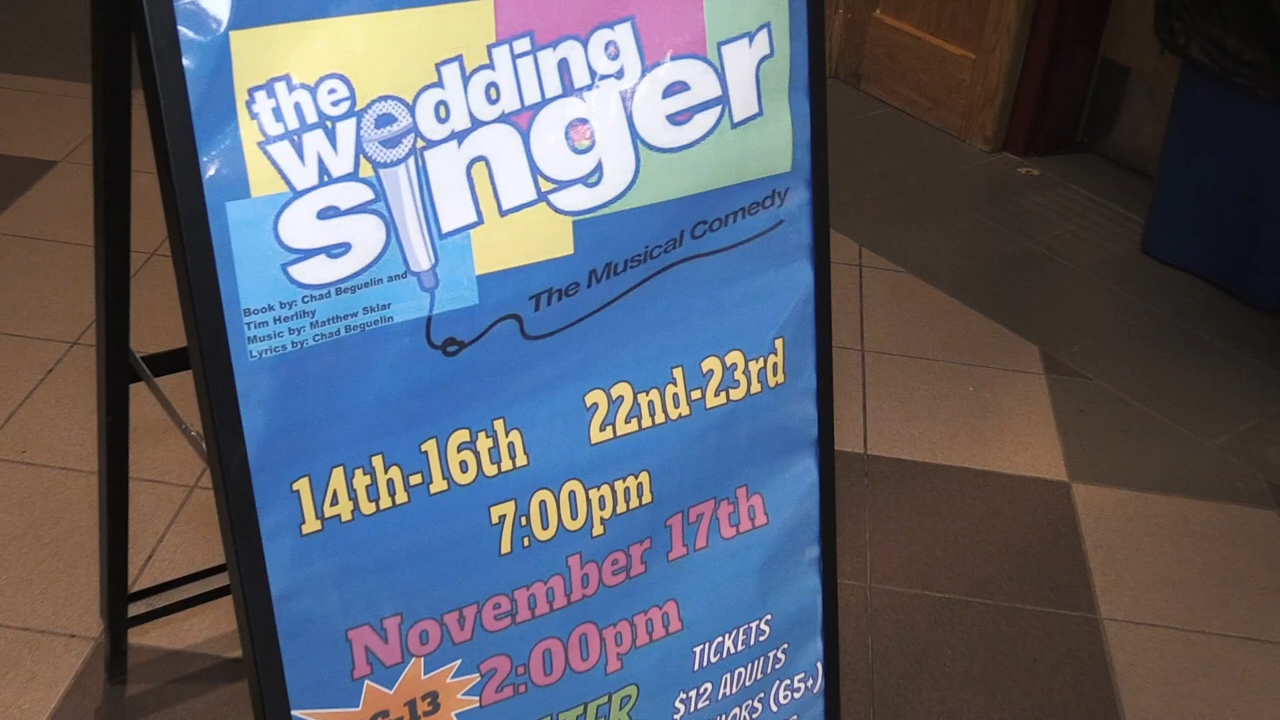 the wedding
singer
The Musical Comedy
Book by: Chad Beguelin and
Tim Herlihy
Music by: Matthew Sklar
Lyrics by: Chad Beguelin
14th-16th 22nd-23rd
7:00pm
November 17th
2:00pm
TICKETS
$12 ADULTS
(65+)